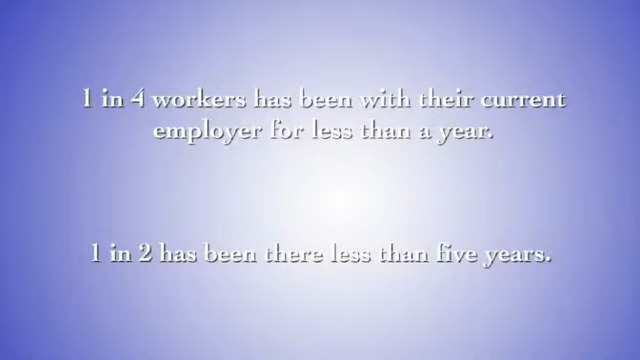 1 in 4 workers has been with their current
employer for less than a year.
1 in 2 has been there less than five years.